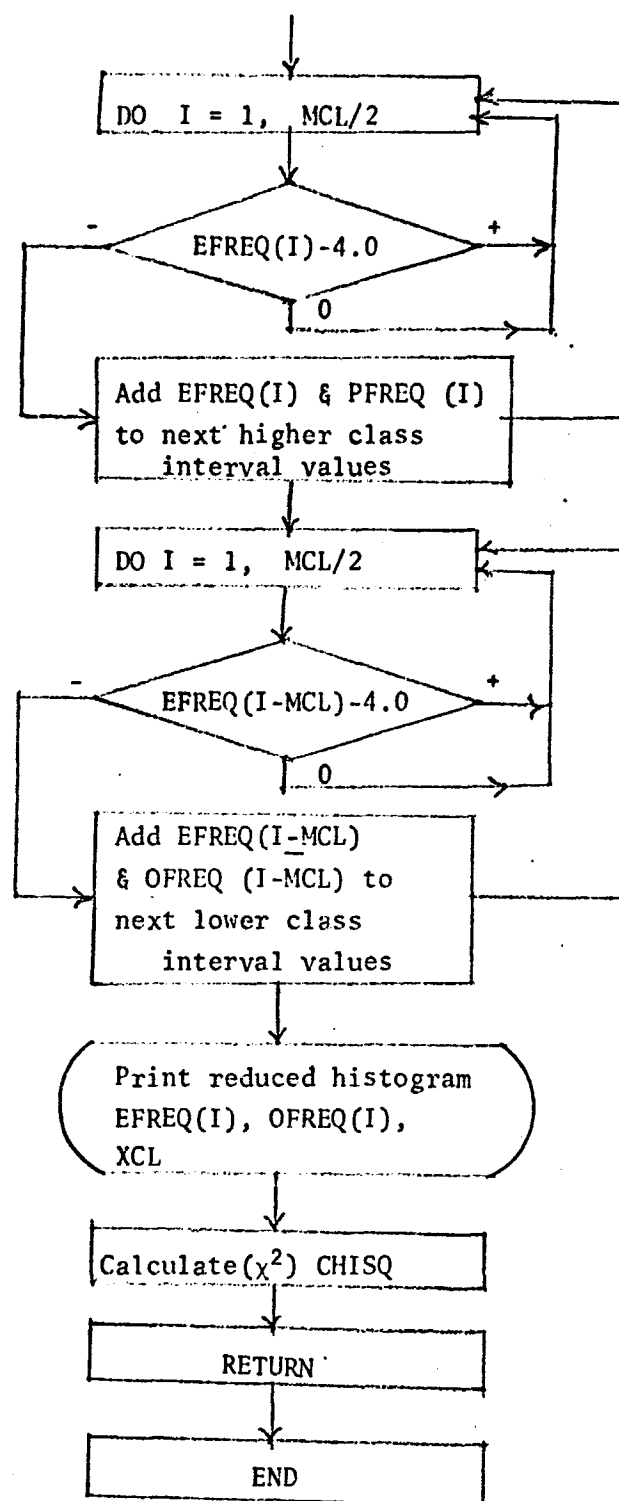 DO I = 1, MCL/2
-
EFREQ(I)-4.0
+
0
Add EFREQ(I) & PFREQ (I)
to next higher class
interval values
DO I = 1, MCL/2
-
EFREQ(I-MCL)-4.0
+
0
Add EFREQ(I-MCL)
& OFREQ (I-MCL) to
next lower class
interval values
Print reduced histogram
EFREQ(I), OFREQ(I),
XCL
Calculate(χ²) CHISQ
RETURN
END